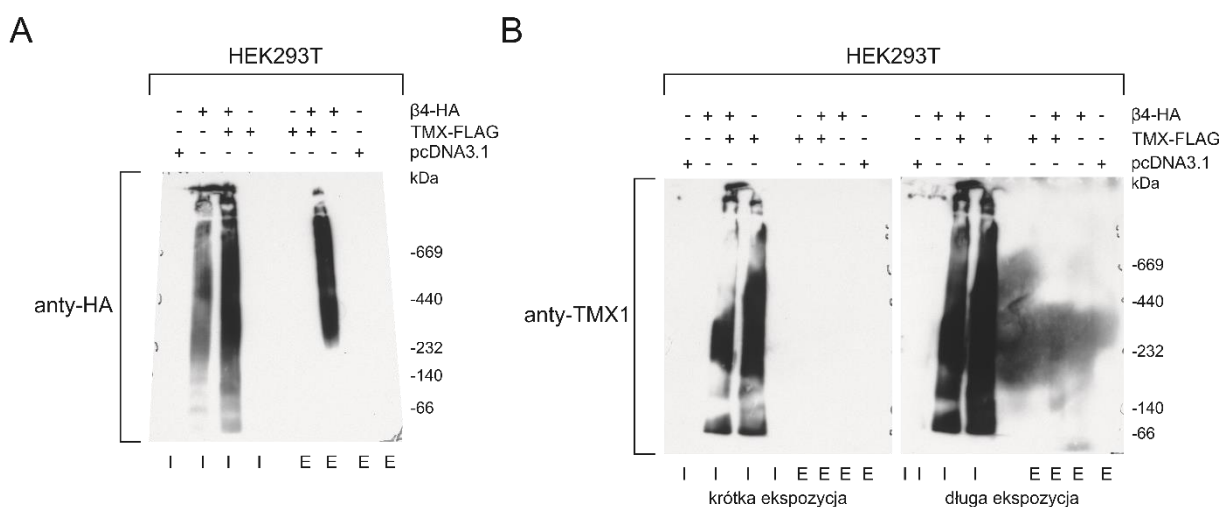 A
HEK293T
- + + - - + + - β4-HA
- - + + + + - - TMX-FLAG
+ - - - - - - + pcDNA3.1
kDa
-669
-440
-232
-140
-66
anty-HA
I I I I E E E E
B
HEK293T
- + + - - + + - - + + - - + + - β4-HA
- - + + + + - - - - + + + + - - TMX-FLAG
+ - - - - - - + + - - - - - - + pcDNA3.1
kDa
-669
-440
-232
-140
-66
anty-TMX1
I I I I E E E E I I I I E E E E
krótka ekspozycja długa ekspozycja